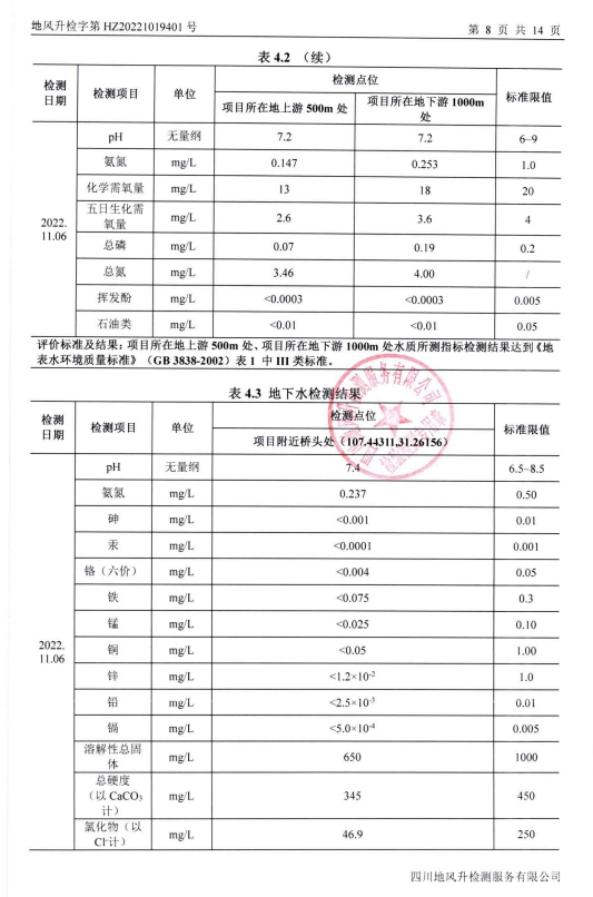 地风升检字第 HZ20221019401 号 第 8 页 共 14 页
表 4.2 （续）
检测日期 检测项目 单位 检测点位 标准限值
项目所在地上游 500m 处 项目所在地下游 1000m 处
2022.11.06
pH 无量纲 7.2 7.2 6~9
氨氮 mg/L 0.147 0.253 1.0
化学需氧量 mg/L 13 18 20
五日生化需氧量 mg/L 2.6 3.6 4
总磷 mg/L 0.07 0.19 0.2
总氮 mg/L 3.46 4.00 /
挥发酚 mg/L <0.0003 <0.0003 0.005
石油类 mg/L <0.01 <0.01 0.05
评价标准及结果：项目所在地上游 500m 处、项目所在地下游 1000m 处水质所测指标检测结果达到《地
表水环境质量标准》（GB 3838-2002）表 1 中 III 类标准。
表 4.3 地下水检测结果
检测日期 检测项目 单位 检测点位 标准限值
项目附近桥头处（107.44311,31.26156）
2022.11.06
pH 无量纲 7.4 6.5~8.5
氨氮 mg/L 0.237 0.50
砷 mg/L <0.001 0.01
汞 mg/L <0.0001 0.001
铬（六价） mg/L <0.004 0.05
铁 mg/L <0.075 0.3
锰 mg/L <0.025 0.10
铜 mg/L <0.05 1.00
锌 mg/L <1.2×10⁻² 1.0
铅 mg/L <2.5×10⁻³ 0.01
镉 mg/L <5.0×10⁻⁴ 0.005
溶解性总固体 mg/L 650 1000
总硬度（以 CaCO₃ 计） mg/L 345 450
氯化物（以 Cl⁻计） mg/L 46.9 250
四川地风升检测服务有限公司